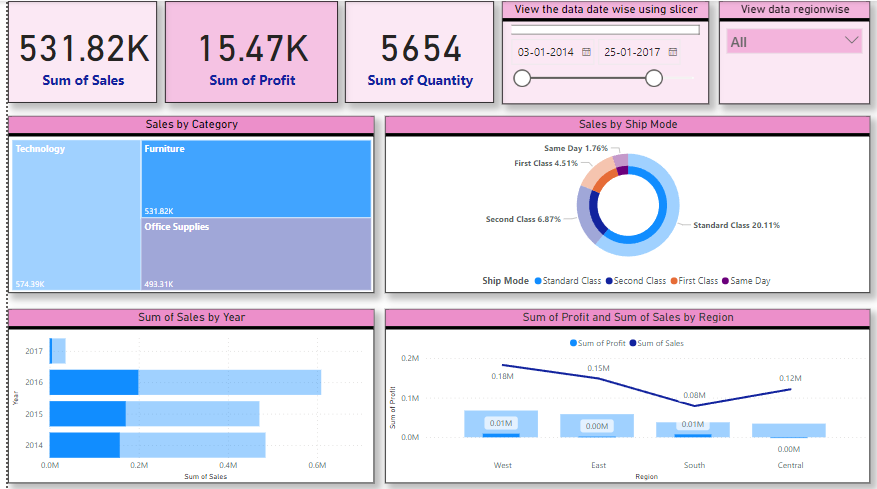 531.82K
Sum of Sales
15.47K
Sum of Profit
5654
Sum of Quantity
View the data date wise using slicer
03-01-2014
25-01-2017
View data regionwise
All
Sales by Category
Technology
574.39K
Furniture
531.82K
Office Supplies
493.31K
Sales by Ship Mode
Same Day 1.76%
First Class 4.51%
Second Class 6.87%
Standard Class 20.11%
Ship Mode Standard Class Second Class First Class Same Day
Sum of Sales by Year
Year
2017
2016
2015
2014
0.0M 0.2M 0.4M 0.6M
Sum of Sales
Sum of Profit and Sum of Sales by Region
Sum of Profit Sum of Sales
Sum of Profit
0.2M
0.1M
0.0M
0.18M
0.15M
0.08M
0.12M
0.01M
0.00M
0.01M
0.00M
West East South Central
Region